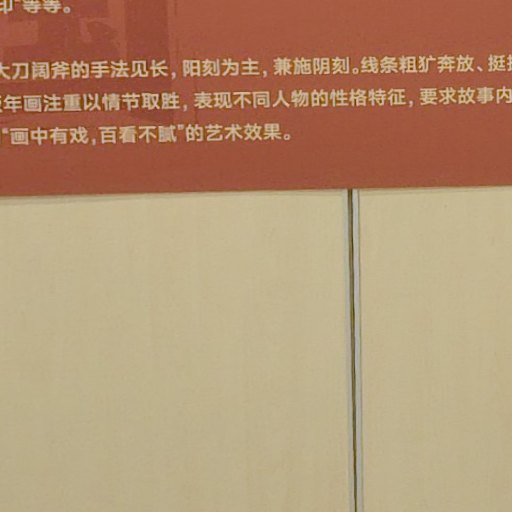 印”等等。
大刀阔斧的手法见长，阳刻为主，兼施阴刻。线条粗犷奔放、挺
年画注重以情节取胜，表现不同人物的性格特征，要求故事内
“画中有戏，百看不腻”的艺术效果。